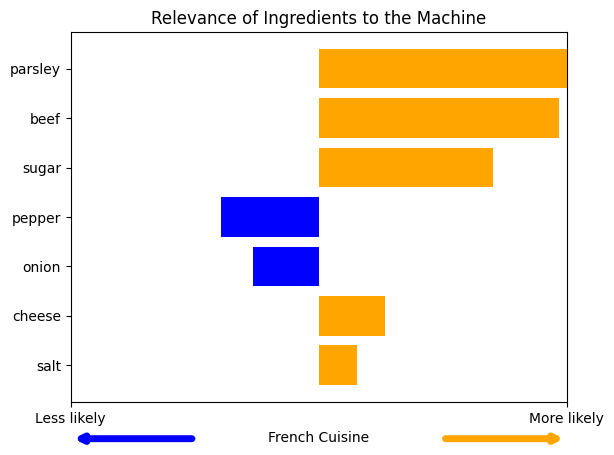 Relevance of Ingredients to the Machine
parsley
beef
sugar
pepper
onion
cheese
salt
Less likely
More likely
French Cuisine